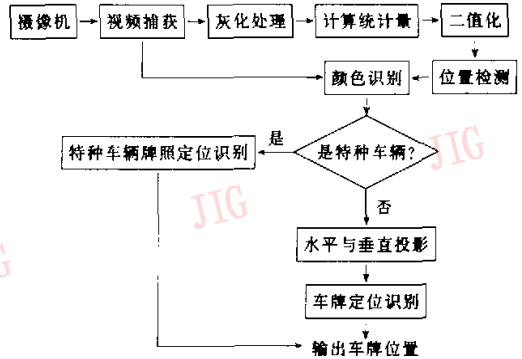 摄像机
视频捕获
灰化处理
计算统计量
二值化
颜色识别
位置检测
是特种车辆?
是
特种车辆牌照定位识别
否
水平与垂直投影
车牌定位识别
输出车牌位置
JIG
JIG